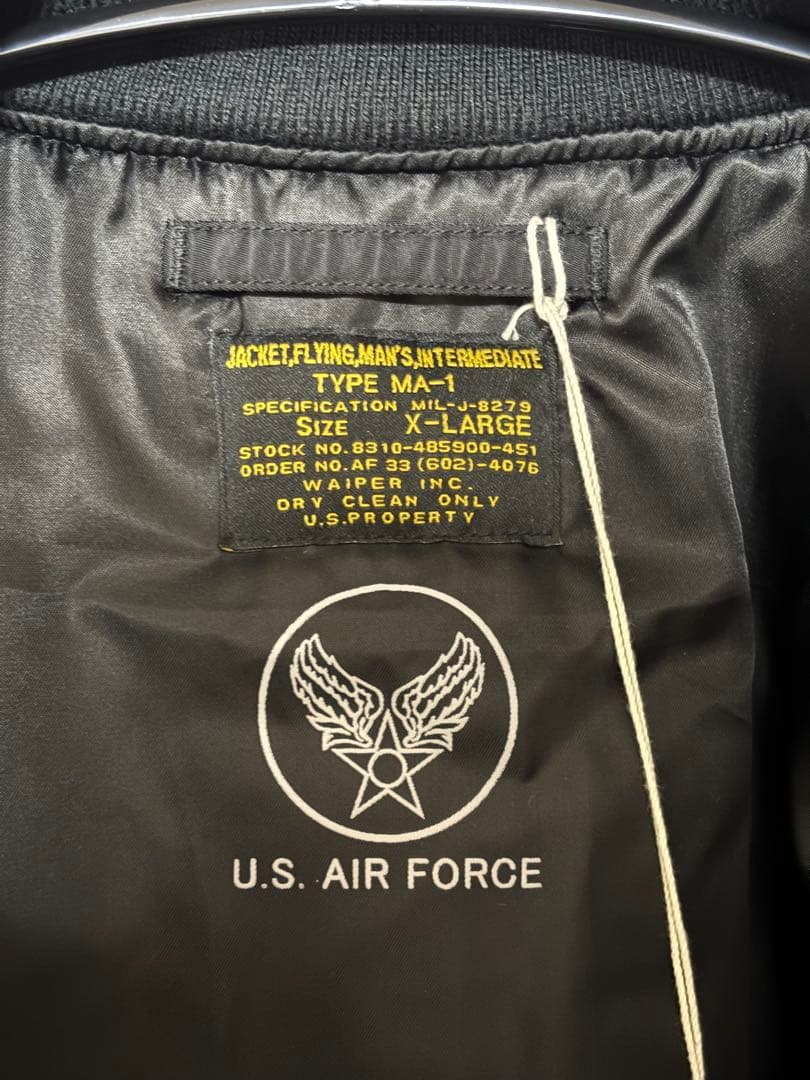 JACKET,FLYING,MAN'S,INTERMEDIATE
TYPE MA-1
SPECIFICATION MIL-J-8279
SIZE X-LARGE
STOCK NO.8310-485900-451
ORDER NO.AF 33 (602)-4076
WAIPER INC.
DRY CLEAN ONLY
U.S.PROPERTY
U.S. AIR FORCE